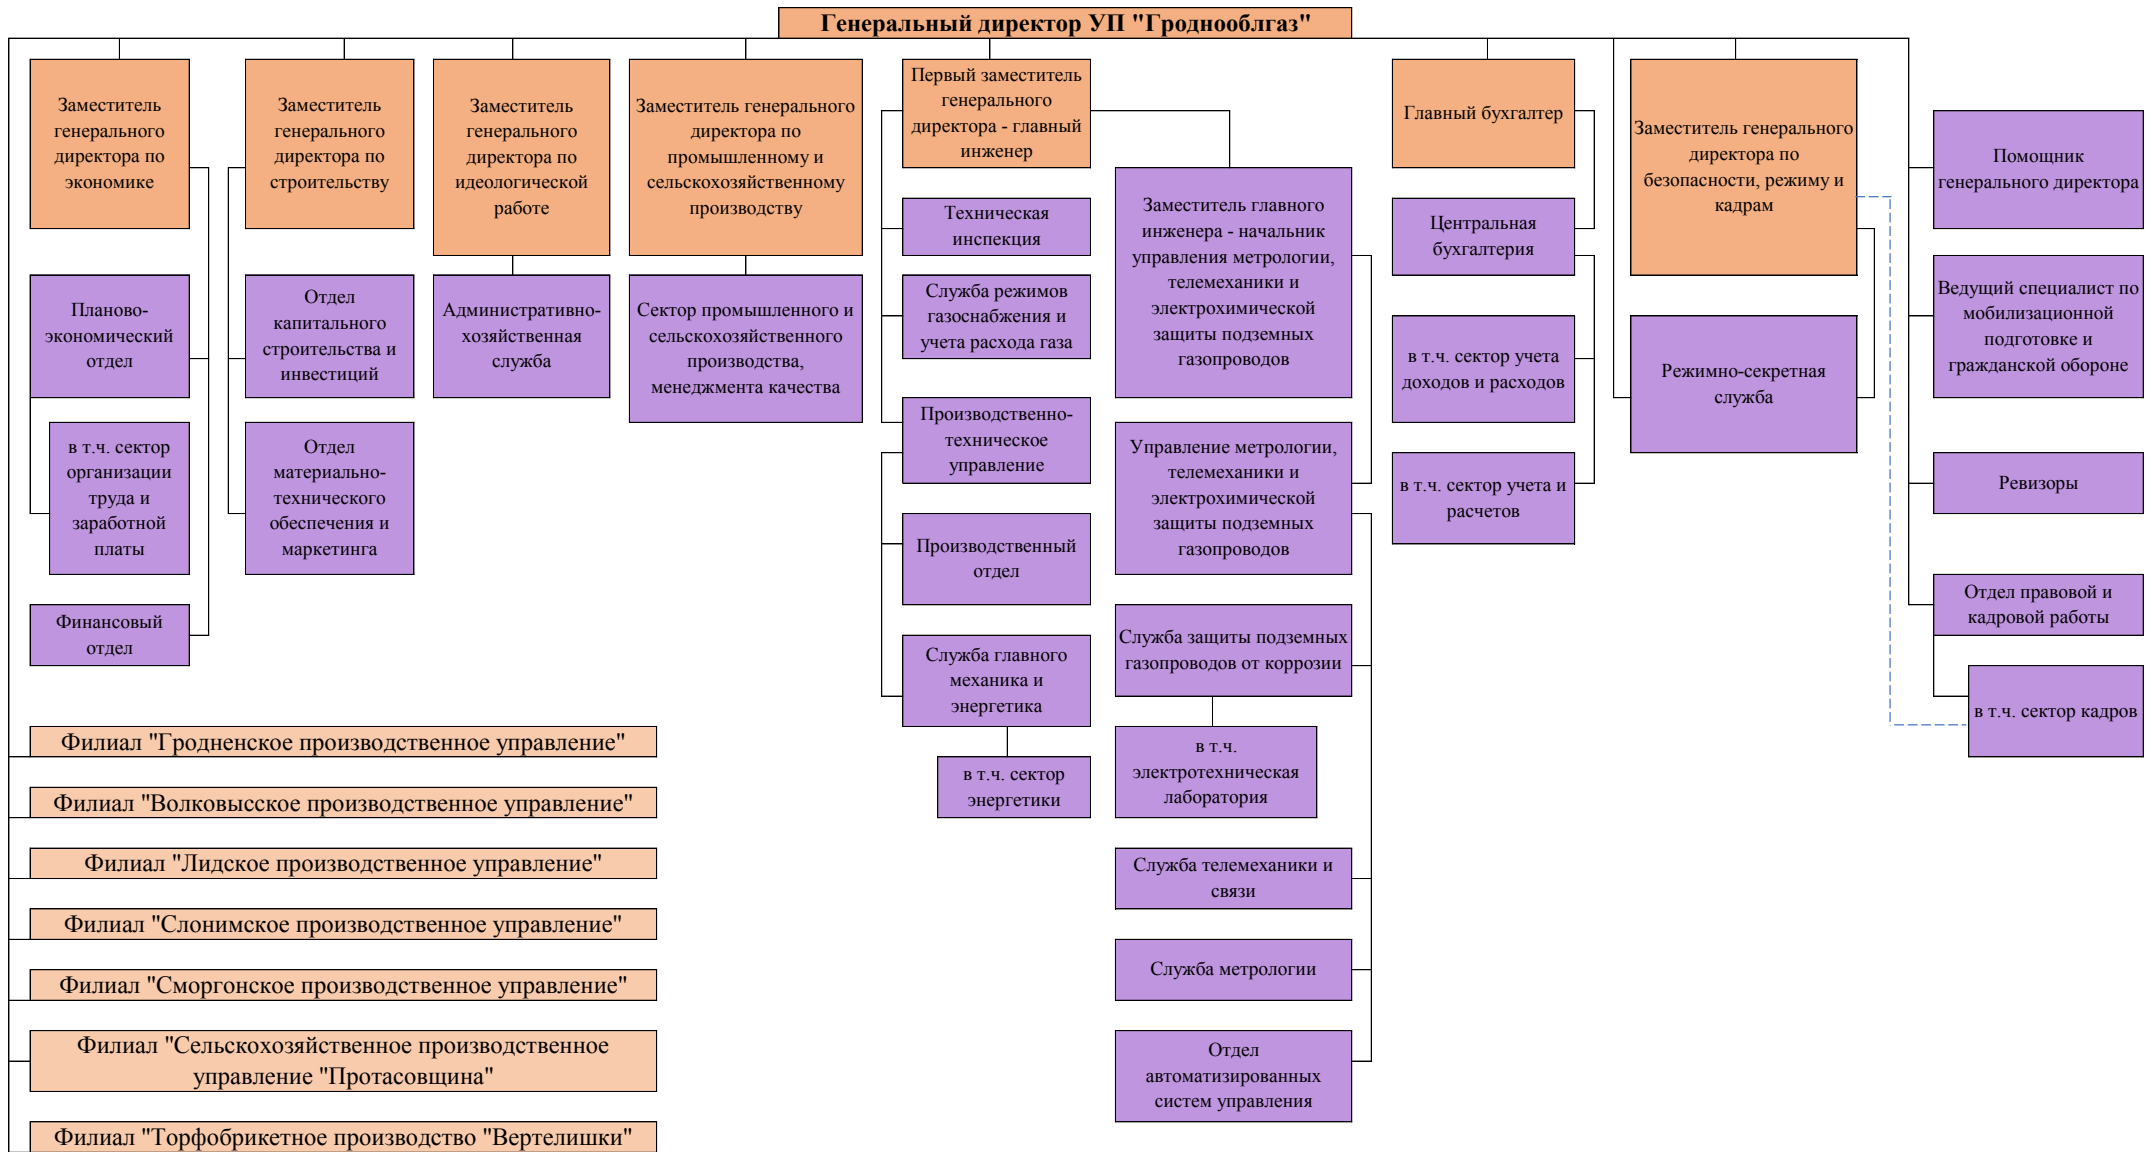 Генеральный директор УП "Гроднооблгаз"
Заместитель
генерального
директора по
экономике
Заместитель
генерального
директора по
строительству
Заместитель
генерального
директора по
идеологической
работе
Заместитель генерального
директора по
промышленному и
сельскохозяйственному
производству
Первый заместитель
генерального
директора - главный
инженер
Главный бухгалтер
Заместитель генерального
директора по
безопасности, режиму и
кадрам
Помощник
генерального директора
Планово-
экономический
отдел
в т.ч. сектор
организации
труда и
заработной
платы
Финансовый
отдел
Отдел
капитального
строительства и
инвестиций
Отдел
материально-
технического
обеспечения и
маркетинга
Административно-
хозяйственная
служба
Сектор промышленного и
сельскохозяйственного
производства,
менеджмента качества
Техническая
инспекция
Служба режимов
газоснабжения и
учета расхода газа
Производственно-
техническое
управление
Производственный
отдел
Служба главного
механика и
энергетика
в т.ч. сектор
энергетики
Заместитель главного
инженера - начальник
управления метрологии,
телемеханики и
электрохимической
защиты подземных
газопроводов
Управление метрологии,
телемеханики и
электрохимической
защиты подземных
газопроводов
Служба защиты подземных
газопроводов от коррозии
в т.ч.
электротехническая
лаборатория
Служба телемеханики и
связи
Служба метрологии
Отдел
автоматизированных
систем управления
Центральная
бухгалтерия
в т.ч. сектор учета
доходов и расходов
в т.ч. сектор учета и
расчетов
Режимно-секретная
служба
Ведущий специалист по
мобилизационной
подготовке и
гражданской обороне
Ревизоры
Отдел правовой и
кадровой работы
в т.ч. сектор кадров
Филиал "Гродненское производственное управление"
Филиал "Волковысское производственное управление"
Филиал "Лидское производственное управление"
Филиал "Слонимское производственное управление"
Филиал "Сморгонское производственное управление"
Филиал "Сельскохозяйственное производственное
управление "Протасовщина"
Филиал "Торфобрикетное производство "Вертелишки"